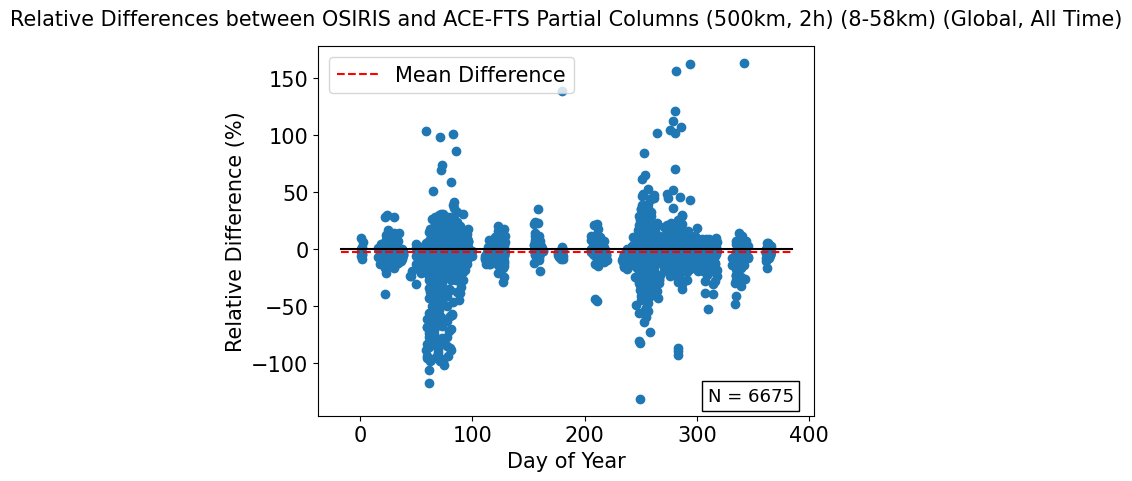 Relative Differences between OSIRIS and ACE-FTS Partial Columns (500km, 2h) (8-58km) (Global, All Time)
Mean Difference
150
100
50
0
−50
−100
Relative Difference (%)
N = 6675
0 100 200 300 400
Day of Year